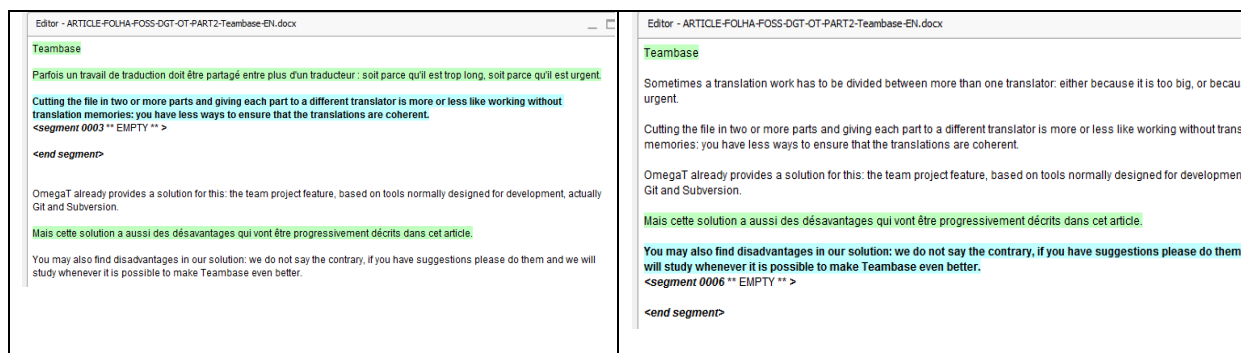 Editor - ARTICLE-FOLHA-FOSS-DGT-OT-PART2-Teambase-EN.docx
Teambase
Parfois un travail de traduction doit être partagé entre plus d'un traducteur : soit parce qu'il est trop long, soit parce qu'il est urgent.
Cutting the file in two or more parts and giving each part to a different translator is more or less like working without
translation memories: you have less ways to ensure that the translations are coherent.
<segment 0003 ** EMPTY ** >
<end segment>
OmegaT already provides a solution for this: the team project feature, based on tools normally designed for development, actually
Git and Subversion.
Mais cette solution a aussi des désavantages qui vont être progressivement décrits dans cet article.
You may also find disadvantages in our solution: we do not say the contrary, if you have suggestions please do them and we will
study whenever it is possible to make Teambase even better.
Editor - ARTICLE-FOLHA-FOSS-DGT-OT-PART2-Teambase-EN.docx
Teambase
Sometimes a translation work has to be divided between more than one translator: either because it is too big, or becau
urgent.
Cutting the file in two or more parts and giving each part to a different translator is more or less like working without trans
memories: you have less ways to ensure that the translations are coherent.
OmegaT already provides a solution for this: the team project feature, based on tools normally designed for developmen
Git and Subversion.
Mais cette solution a aussi des désavantages qui vont être progressivement décrits dans cet article.
You may also find disadvantages in our solution: we do not say the contrary, if you have suggestions please do them
will study whenever it is possible to make Teambase even better.
<segment 0006 ** EMPTY ** >
<end segment>